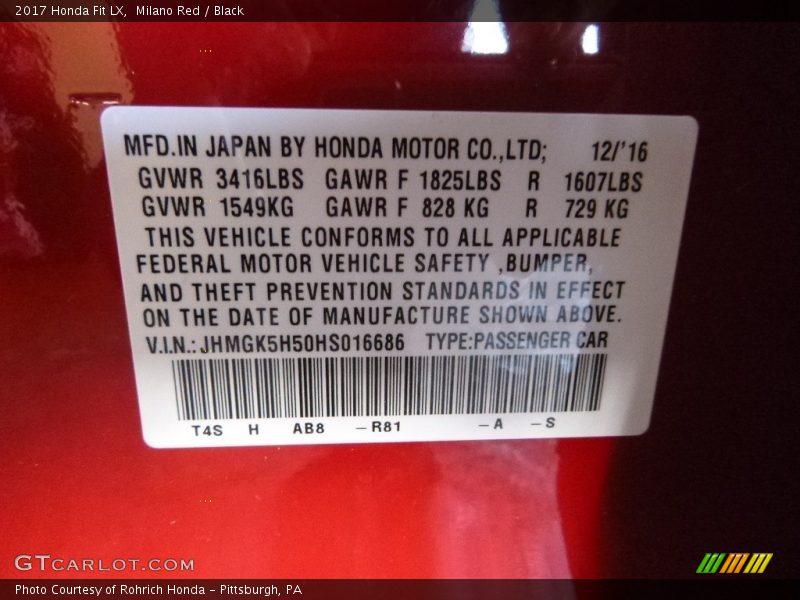 2017 Honda Fit LX,  Milano Red / Black
MFD.IN JAPAN BY HONDA MOTOR CO.,LTD; 12/'16
GVWR 3416LBS GAWR F 1825LBS R 1607LBS
GVWR 1549KG GAWR F 828 KG R 729 KG
THIS VEHICLE CONFORMS TO ALL APPLICABLE
FEDERAL MOTOR VEHICLE SAFETY ,BUMPER,
AND THEFT PREVENTION STANDARDS IN EFFECT
ON THE DATE OF MANUFACTURE SHOWN ABOVE.
V.I.N.: JHMGK5H50HS016686 TYPE:PASSENGER CAR
T4S H AB8 –R81 –A –S
GTCARLOT.COM
Photo Courtesy of Rohrich Honda – Pittsburgh, PA